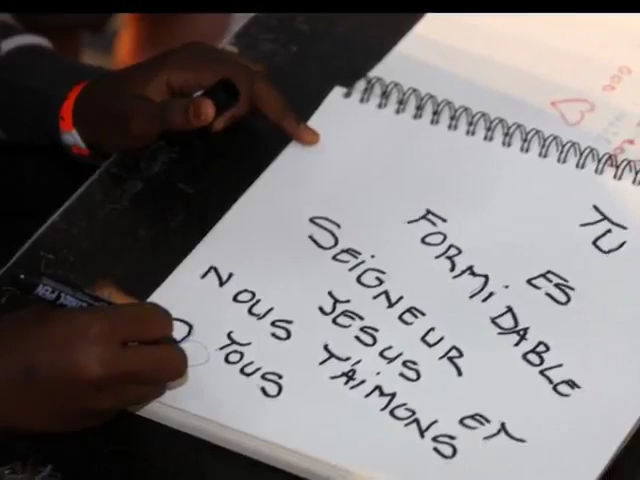 TU
ES
FORMIDABLE
SEIGNEUR
JESUS ET
NOUS T'AIMONS
TOUS